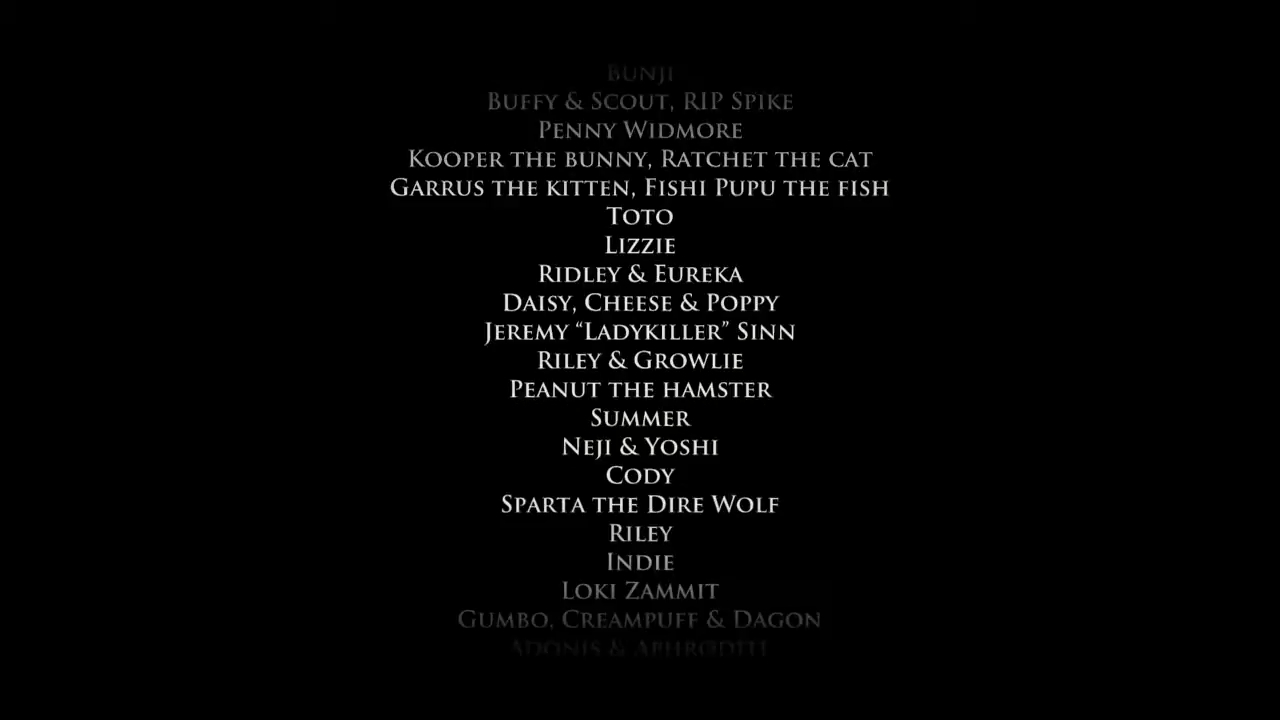 Bunji
Buffy & Scout, RIP Spike
Penny Widmore
Kooper the bunny, Ratchet the cat
Garrus the kitten, Fishi Pupu the fish
Toto
Lizzie
Ridley & Eureka
Daisy, Cheese & Poppy
Jeremy “Ladykiller” Sinn
Riley & Growlie
Peanut the hamster
Summer
Neji & Yoshi
Cody
Sparta the Dire Wolf
Riley
Indie
Loki Zammit
Gumbo, Creampuff & Dagon
Adonis & Aphrodite